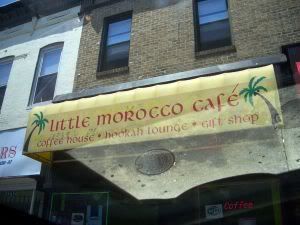 Little Morocco Café
coffee house • hookah lounge • gift shop
Coffee